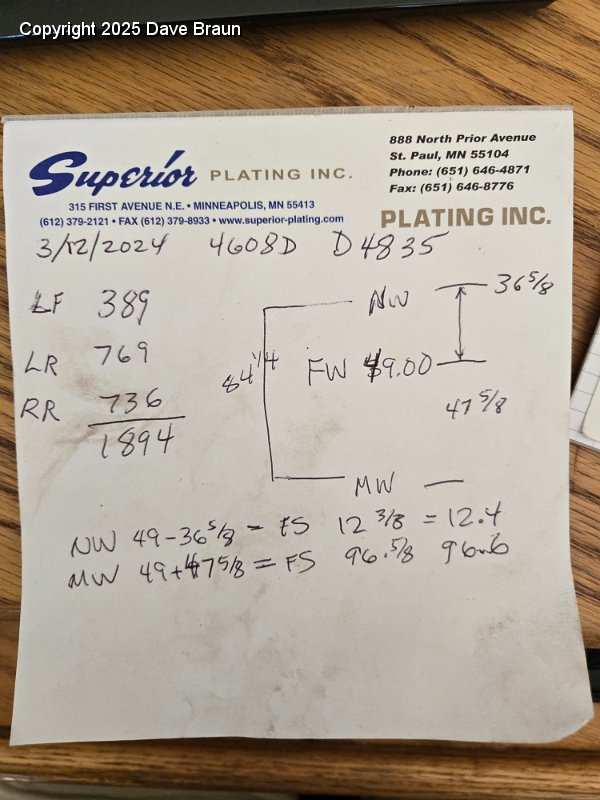 Copyright 2025 Dave Braun
Superior PLATING INC.
315 FIRST AVENUE N.E. • MINNEAPOLIS, MN 55413
(612) 379-2121 • FAX (612) 379-8933 • www.superior-plating.com
888 North Prior Avenue
St. Paul, MN 55104
Phone: (651) 646-4871
Fax: (651) 646-8776
PLATING INC.
3/12/2024 4608D D4835
LF 389
LR 769
RR 736
1894
84 1/4
NW 36 5/8
FW 49.00
47 5/8
MW
NW 49-36 5/8 = FS 12 3/8 = 12.4
MW 49+47 5/8 = FS 96.5/8 96.6